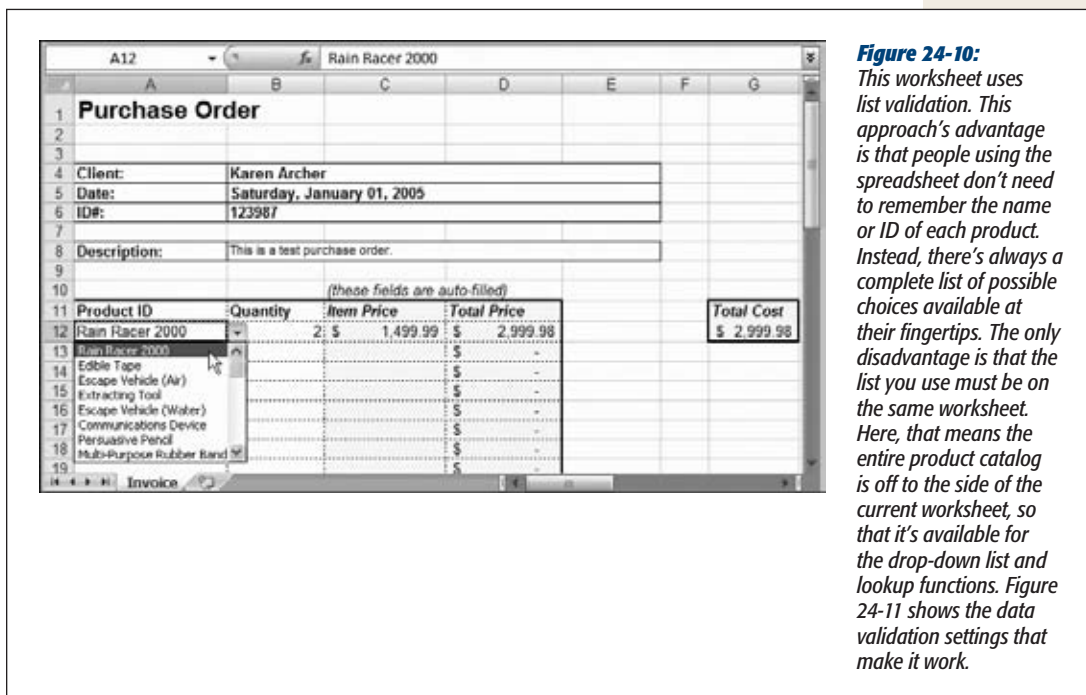 A12 fx Rain Racer 2000
A B C D E F G
1 Purchase Order
2
3
4 Client: Karen Archer
5 Date: Saturday, January 01, 2005
6 ID#: 123987
7
8 Description: This is a test purchase order.
9
10 (these fields are auto-filled)
11 Product ID Quantity Item Price Total Price Total Cost
12 Rain Racer 2000 2 $ 1,499.99 $ 2,999.98 $ 2,999.98
13 Rain Racer 2000 $ -
14 Edible Tape $ -
Escape Vehicle (Air)
15 Extracting Tool $ -
16 Escape Vehicle (Water) $ -
17 Communications Device $ -
Persuasive Pencil
18 Multi-Purpose Rubber Band $ -
19 $ -
Invoice
Figure 24-10:
This worksheet uses
list validation. This
approach's advantage
is that people using the
spreadsheet don't need
to remember the name
or ID of each product.
Instead, there's always a
complete list of possible
choices available at
their fingertips. The only
disadvantage is that the
list you use must be on
the same worksheet.
Here, that means the
entire product catalog
is off to the side of the
current worksheet, so
that it's available for
the drop-down list and
lookup functions. Figure
24-11 shows the data
validation settings that
make it work.